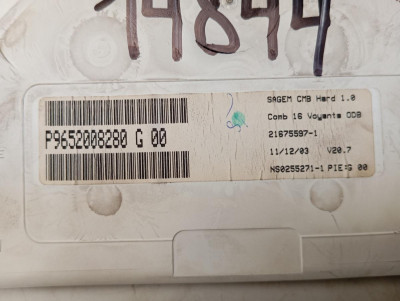 14844
SAGEM CMB Hard 1.0
Comb 16 Voyants ODB
P9652008280 G 00
21675597-1
11/12/03 V20.7
NS0255271-1 PIE=G 00